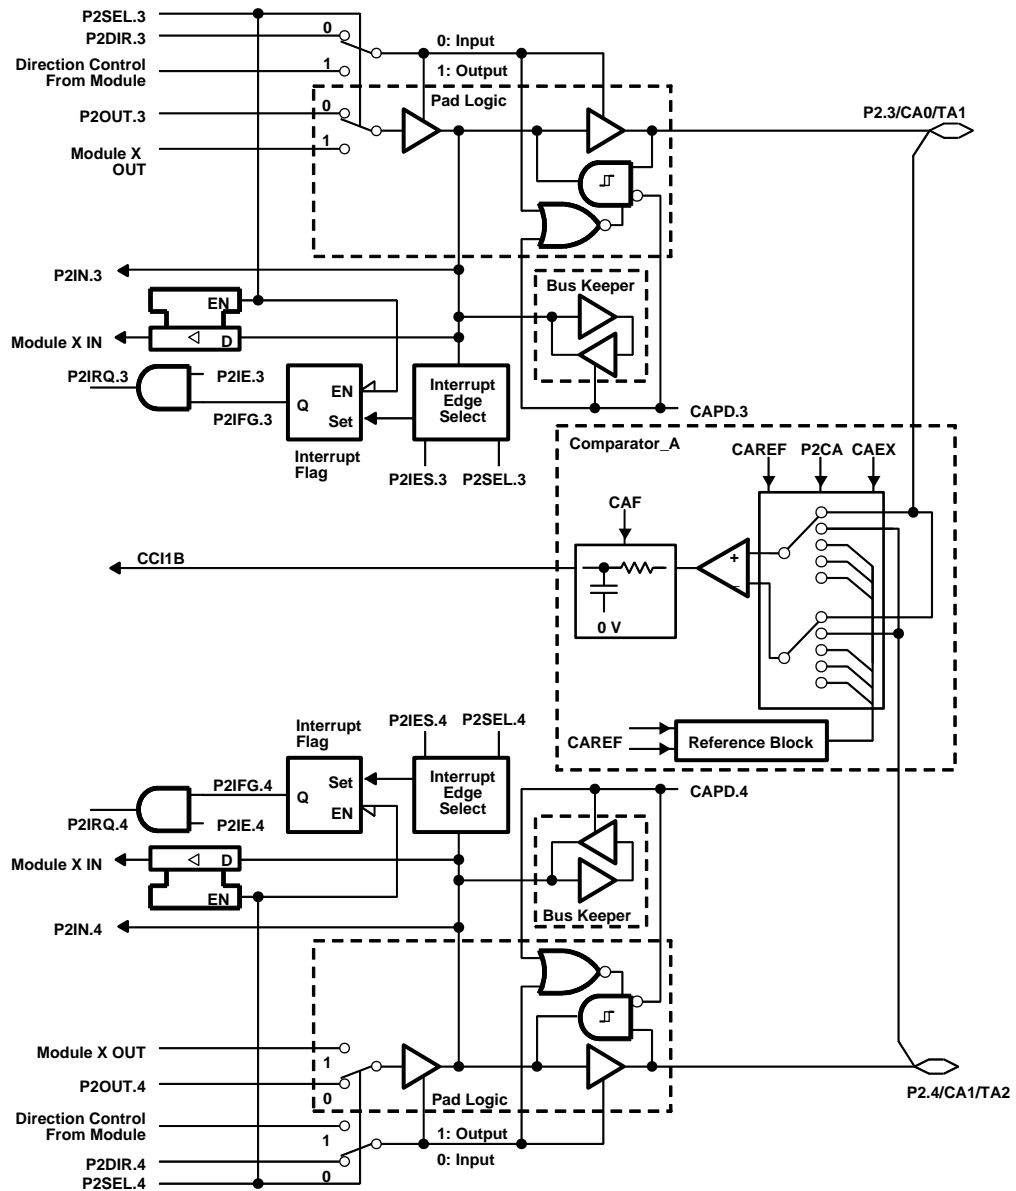 P2SEL.3
P2DIR.3
0
0: Input
Direction Control
From Module
1
1: Output
Pad Logic
P2OUT.3
0
P2.3/CA0/TA1
Module X
OUT
1
P2IN.3
Bus Keeper
EN
Module X IN
D
P2IRQ.3
P2IE.3
P2IFG.3
Q
EN
Set
Interrupt
Edge
Select
Interrupt
Flag
P2IES.3
P2SEL.3
CAPD.3
Comparator_A
CAREF
P2CA
CAEX
CAF
CCI1B
+
−
0 V
CAREF
Reference Block
Interrupt
Flag
P2IES.4
P2SEL.4
P2IFG.4
Q
Set
EN
Interrupt
Edge
Select
CAPD.4
P2IRQ.4
P2IE.4
Module X IN
D
EN
Bus Keeper
P2IN.4
Module X OUT
1
P2OUT.4
0
Pad Logic
P2.4/CA1/TA2
Direction Control
From Module
1
1: Output
0: Input
P2DIR.4
0
P2SEL.4